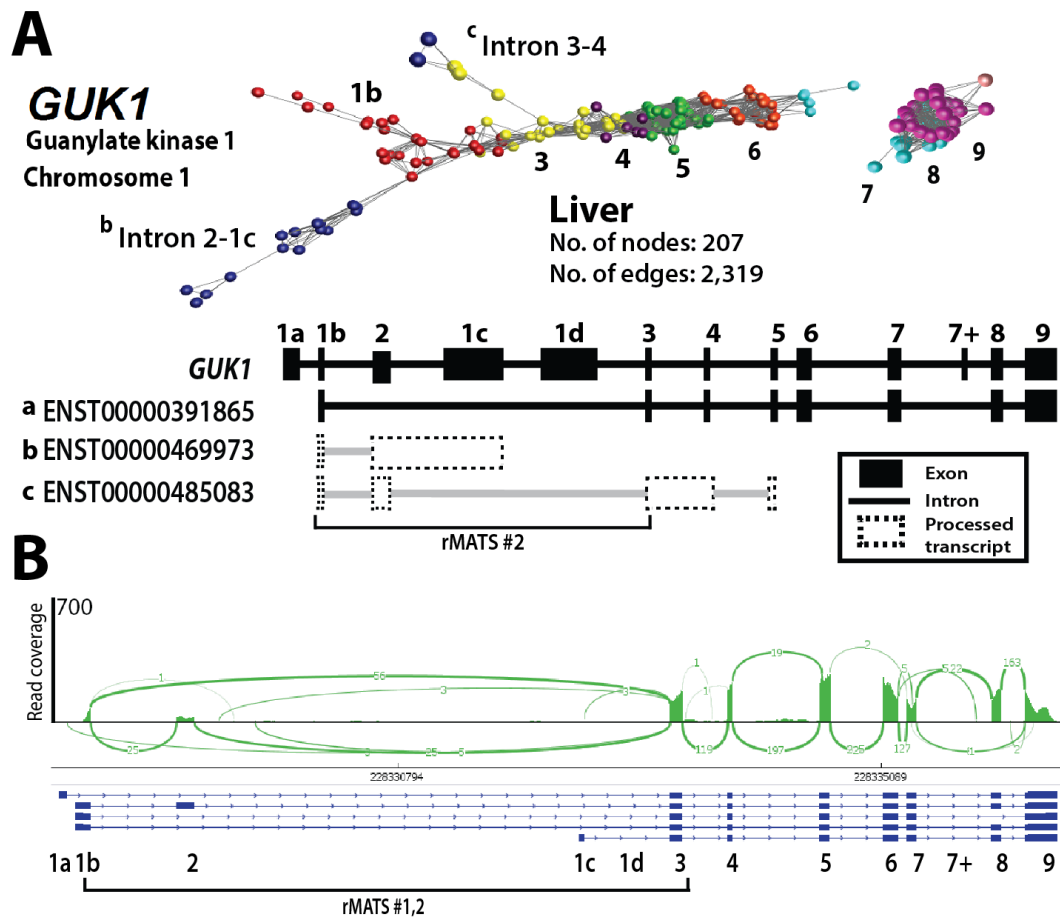 A
GUK1
Guanylate kinase 1
Chromosome 1
c Intron 3-4
1b
3
4
5
6
7
8
9
b Intron 2-1c
Liver
No. of nodes: 207
No. of edges: 2,319
1a 1b 2 1c 1d 3 4 5 6 7 7+ 8 9
GUK1
a ENST00000391865
b ENST00000469973
c ENST00000485083
rMATS #2
Exon
Intron
Processed
transcript
B
700
Read coverage
1 56 3 3 1 1 19 2 5 522 163
25 25 5 119 197 225 127 1 2
228330794 228335089
1a 1b 2 1c 1d 3 4 5 6 7 7+ 8 9
rMATS #1,2